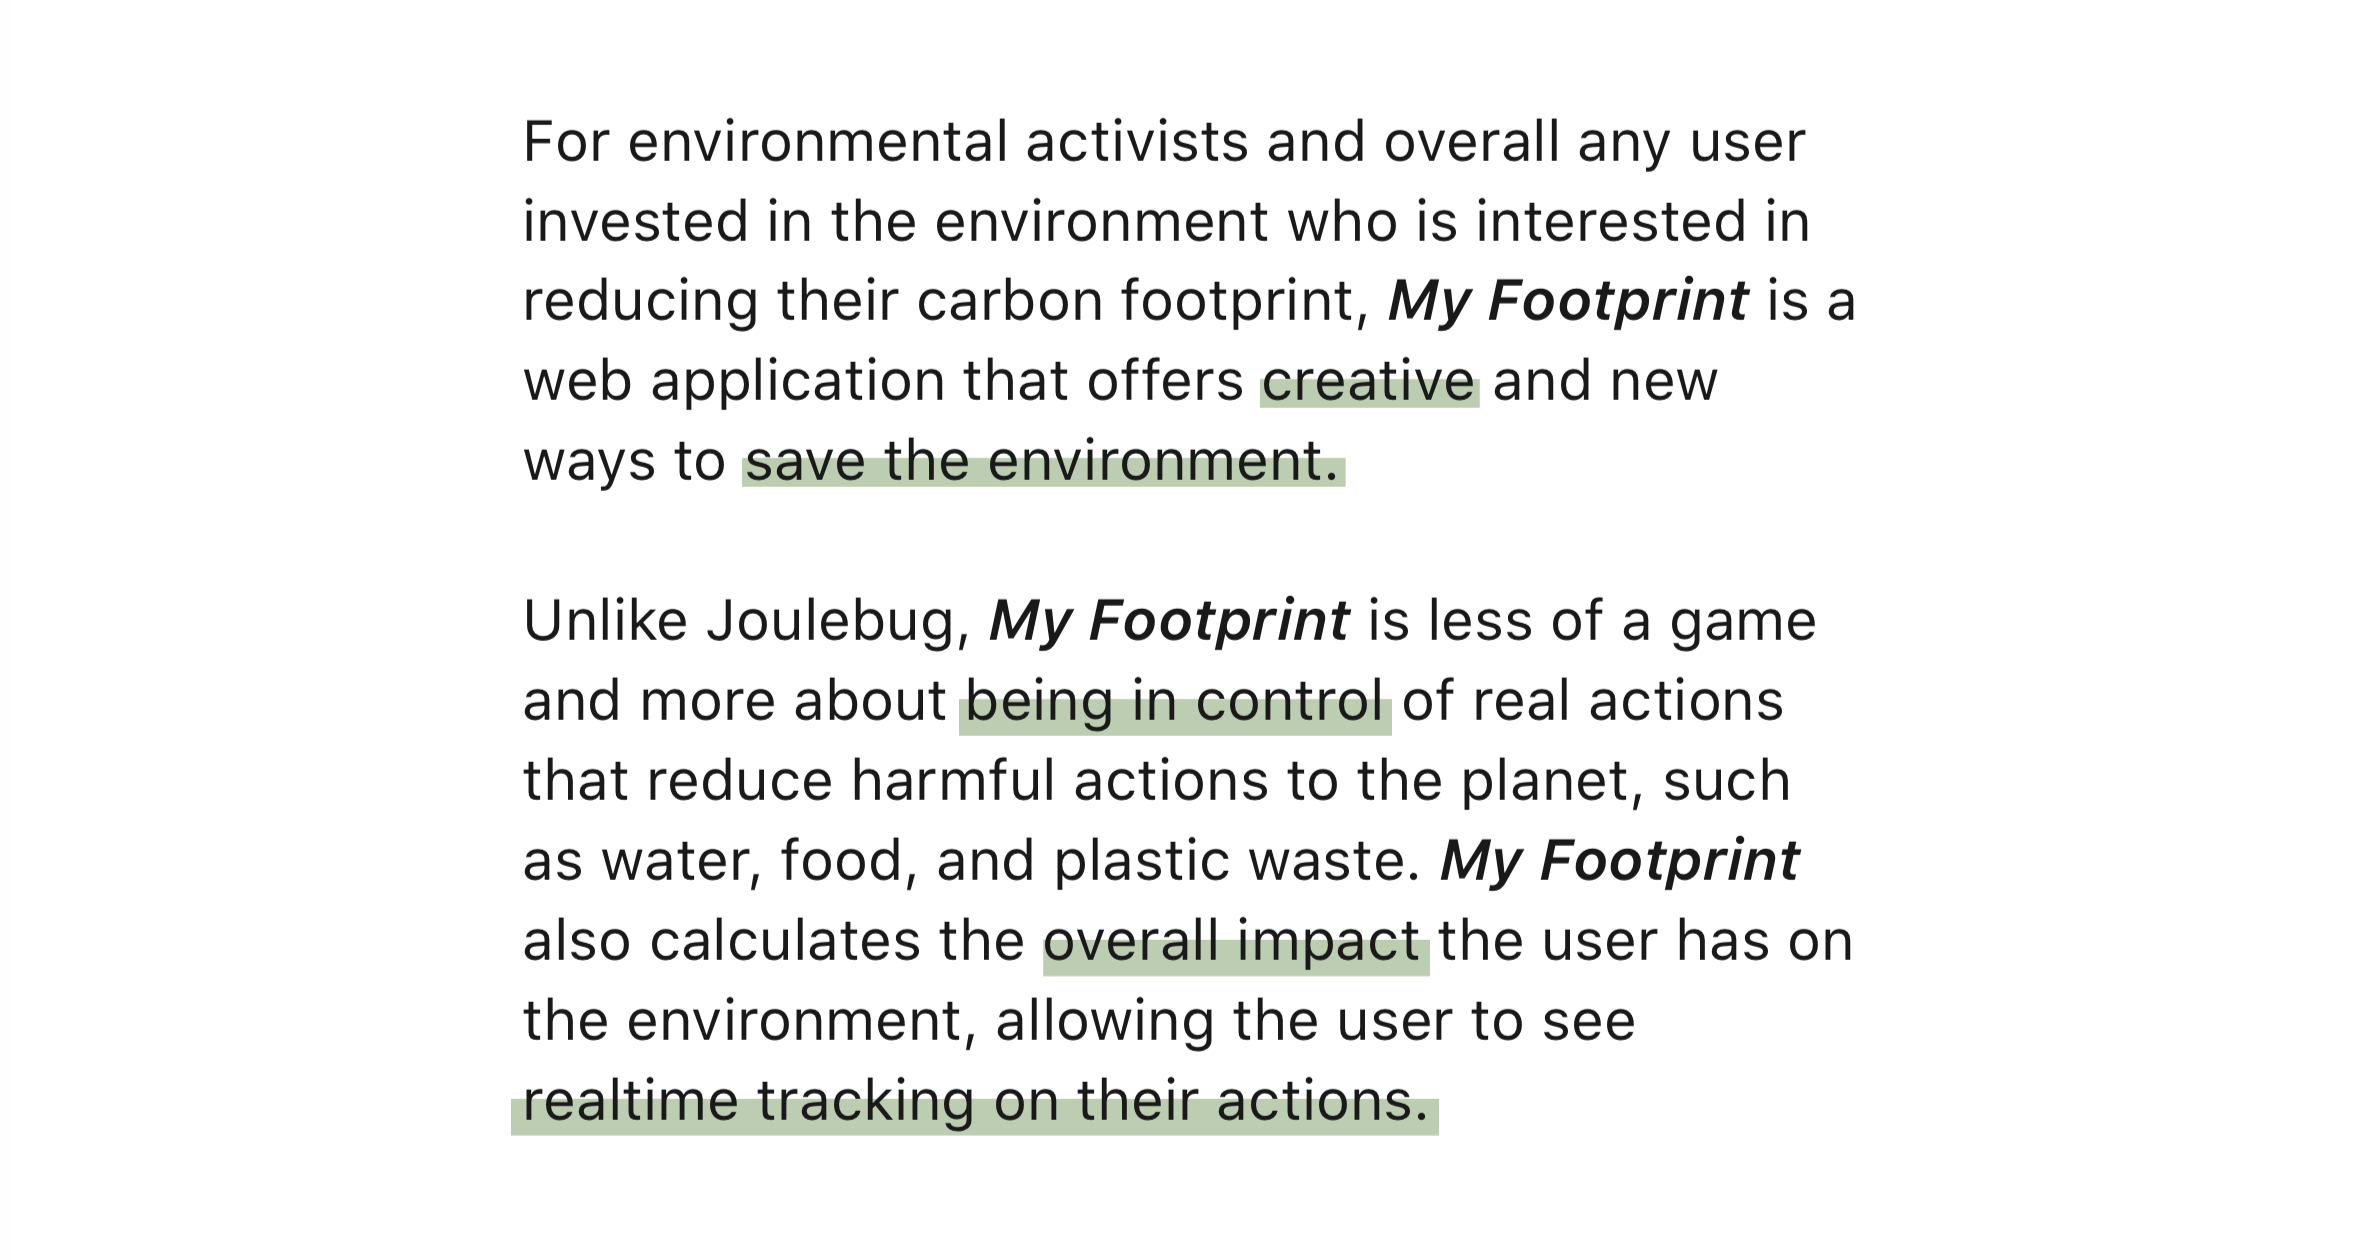 For environmental activists and overall any user
invested in the environment who is interested in
reducing their carbon footprint, My Footprint is a
web application that offers creative and new
ways to save the environment.
Unlike Joulebug, My Footprint is less of a game
and more about being in control of real actions
that reduce harmful actions to the planet, such
as water, food, and plastic waste. My Footprint
also calculates the overall impact the user has on
the environment, allowing the user to see
realtime tracking on their actions.